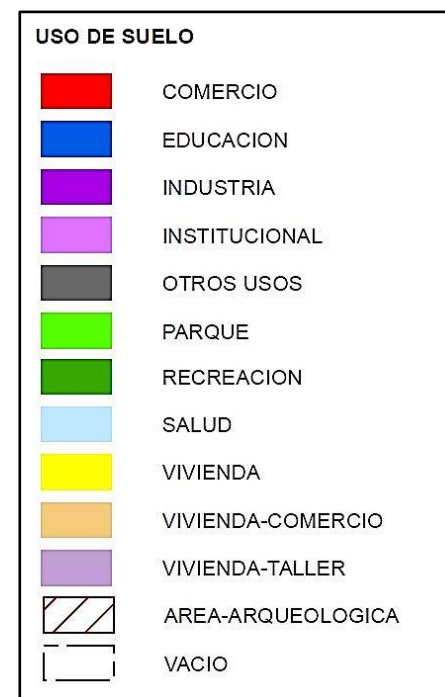 USO DE SUELO
COMERCIO
EDUCACION
INDUSTRIA
INSTITUCIONAL
OTROS USOS
PARQUE
RECREACION
SALUD
VIVIENDA
VIVIENDA-COMERCIO
VIVIENDA-TALLER
AREA-ARQUEOLOGICA
VACIO